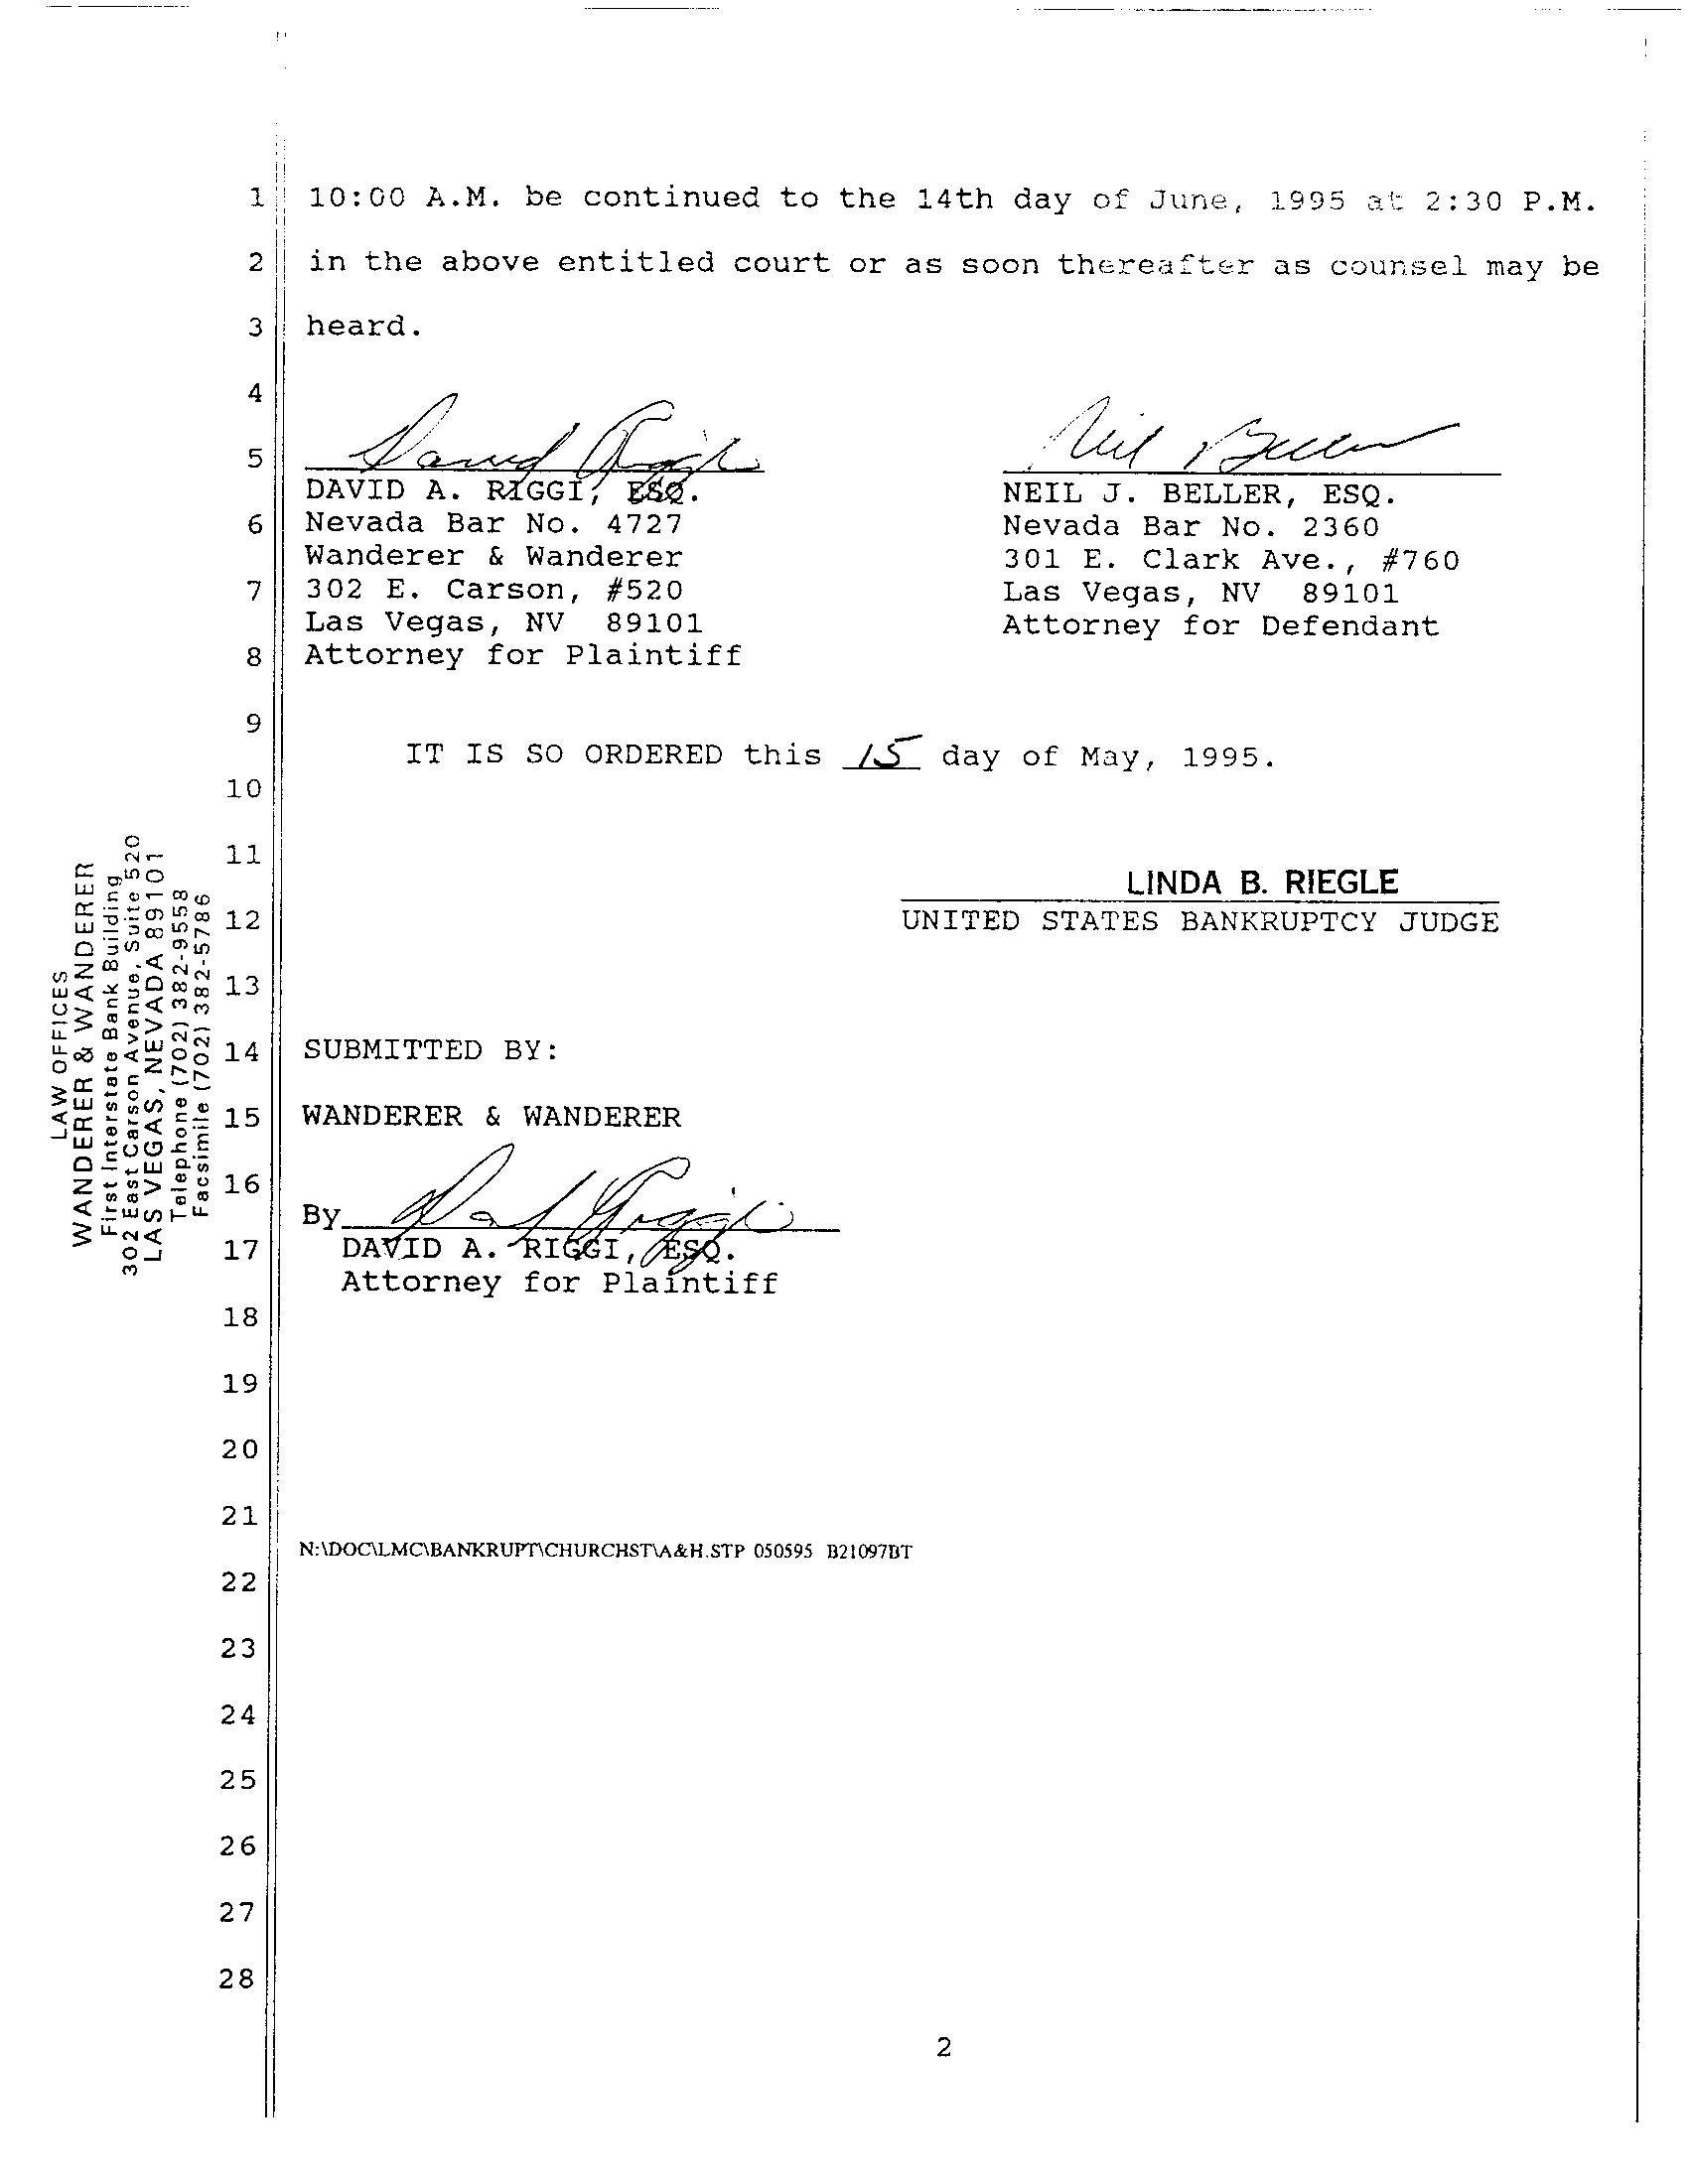 1 10:00 A.M. be continued to the 14th day of June, 1995 at 2:30 P.M.
2 in the above entitled court or as soon thereafter as counsel may be
3 heard.
4
5 David Riggi
Neil Beller
DAVID A. RIGGI, ESQ.
NEIL J. BELLER, ESQ.
6 Nevada Bar No. 4727
Nevada Bar No. 2360
Wanderer & Wanderer
301 E. Clark Ave., #760
7 302 E. Carson, #520
Las Vegas, NV 89101
Las Vegas, NV 89101
Attorney for Defendant
8 Attorney for Plaintiff
9
IT IS SO ORDERED this 15 day of May, 1995.
10
11
LINDA B. RIEGLE
12 UNITED STATES BANKRUPTCY JUDGE
13
14 SUBMITTED BY:
15 WANDERER & WANDERER
16
By David Riggi
17 DAVID A. RIGGI, ESQ.
Attorney for Plaintiff
18
19
20
21
N:\DOC\LMC\BANKRUPT\CHURCHST\A&H.STP 050595 B21097BT
22
23
24
25
26
27
28
2
LAW OFFICES
WANDERER & WANDERER
First Interstate Bank Building
302 East Carson Avenue, Suite 520
LAS VEGAS, NEVADA 89101
Telephone (702) 382-9558
Facsimile (702) 382-5786